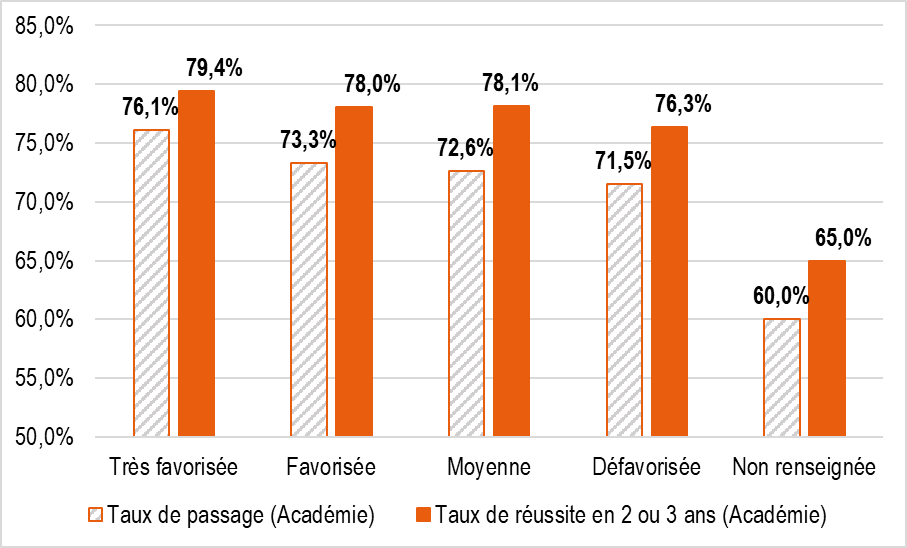 85,0%
80,0%
75,0%
70,0%
65,0%
60,0%
55,0%
50,0%
76,1%
79,4%
73,3%
78,0%
72,6%
78,1%
71,5%
76,3%
60,0%
65,0%
Très favorisée
Favorisée
Moyenne
Défavorisée
Non renseignée
Taux de passage (Académie)
Taux de réussite en 2 ou 3 ans (Académie)